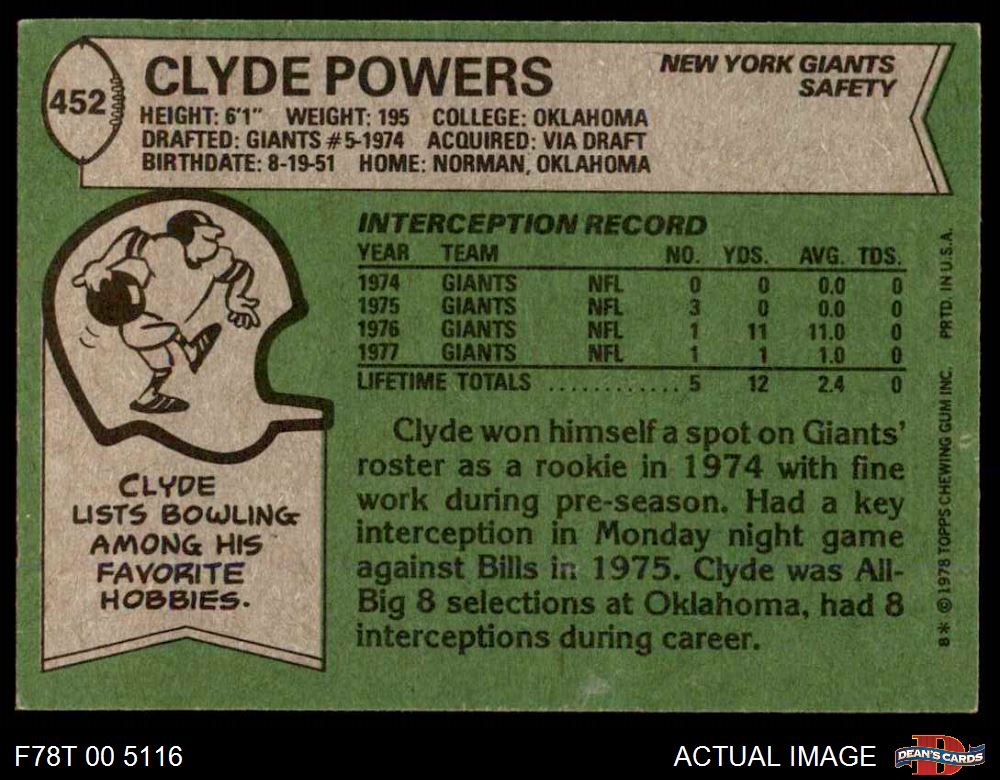 452
CLYDE POWERS
NEW YORK GIANTS
SAFETY
HEIGHT: 6'1" WEIGHT: 195 COLLEGE: OKLAHOMA
DRAFTED: GIANTS #5-1974 ACQUIRED: VIA DRAFT
BIRTHDATE: 8-19-51 HOME: NORMAN, OKLAHOMA
INTERCEPTION RECORD
YEAR TEAM NO. YDS. AVG. TDS.
1974 GIANTS NFL 0 0 0.0 0
1975 GIANTS NFL 3 0 0.0 0
1976 GIANTS NFL 1 11 11.0 0
1977 GIANTS NFL 1 1 1.0 0
LIFETIME TOTALS ............ 5 12 2.4 0
Clyde won himself a spot on Giants'
roster as a rookie in 1974 with fine
work during pre-season. Had a key
interception in Monday night game
against Bills in 1975. Clyde was All-
Big 8 selections at Oklahoma, had 8
interceptions during career.
CLYDE
LISTS BOWLING
AMONG HIS
FAVORITE
HOBBIES.
8* © 1978 TOPPS CHEWING GUM INC. PRTD. IN U.S.A.
F78T 00 5116
ACTUAL IMAGE
D
DEAN'S CARDS